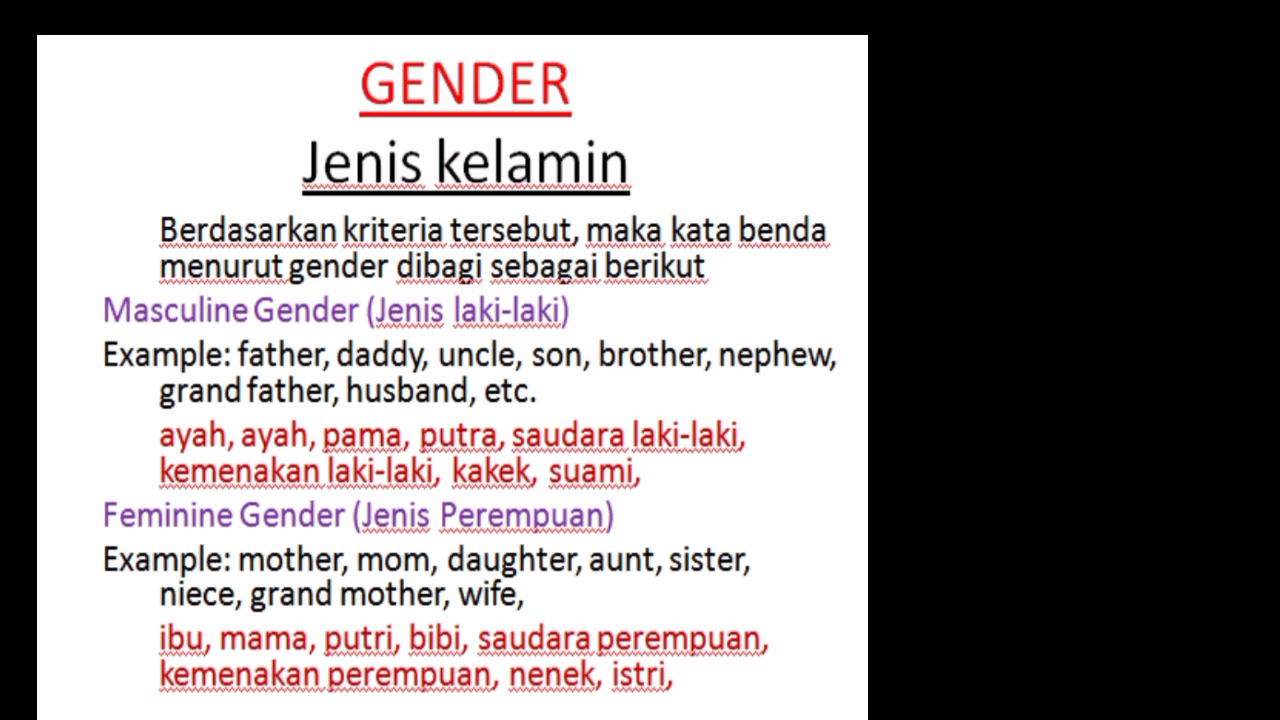 GENDER
Jenis kelamin
Berdasarkan kriteria tersebut, maka kata benda
menurut gender dibagi sebagai berikut
Masculine Gender (Jenis laki-laki)
Example: father, daddy, uncle, son, brother, nephew,
grand father, husband, etc.
ayah, ayah, pama, putra, saudara laki-laki,
kemenakan laki-laki, kakek, suami,
Feminine Gender (Jenis Perempuan)
Example: mother, mom, daughter, aunt, sister,
niece, grand mother, wife,
ibu, mama, putri, bibi, saudara perempuan,
kemenakan perempuan, nenek, istri,